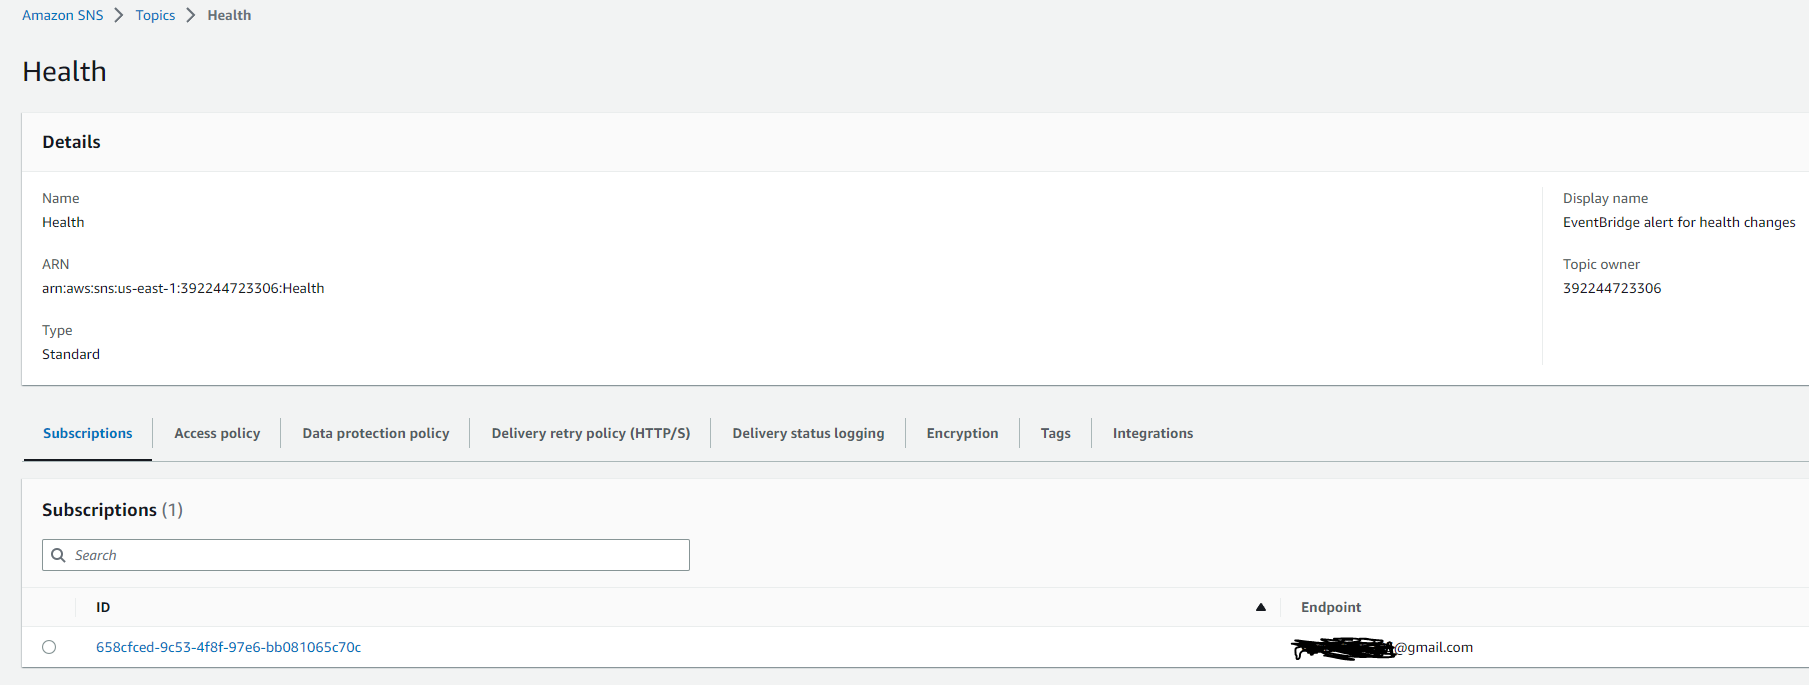 Amazon SNS > Topics > Health
Health
Details
Name
Health
ARN
arn:aws:sns:us-east-1:392244723306:Health
Type
Standard
Display name
EventBridge alert for health changes
Topic owner
392244723306
Subscriptions Access policy Data protection policy Delivery retry policy (HTTP/S) Delivery status logging Encryption Tags Integrations
Subscriptions (1)
Search
ID Endpoint
658cfced-9c53-4f8f-97e6-bb081065c70c @gmail.com